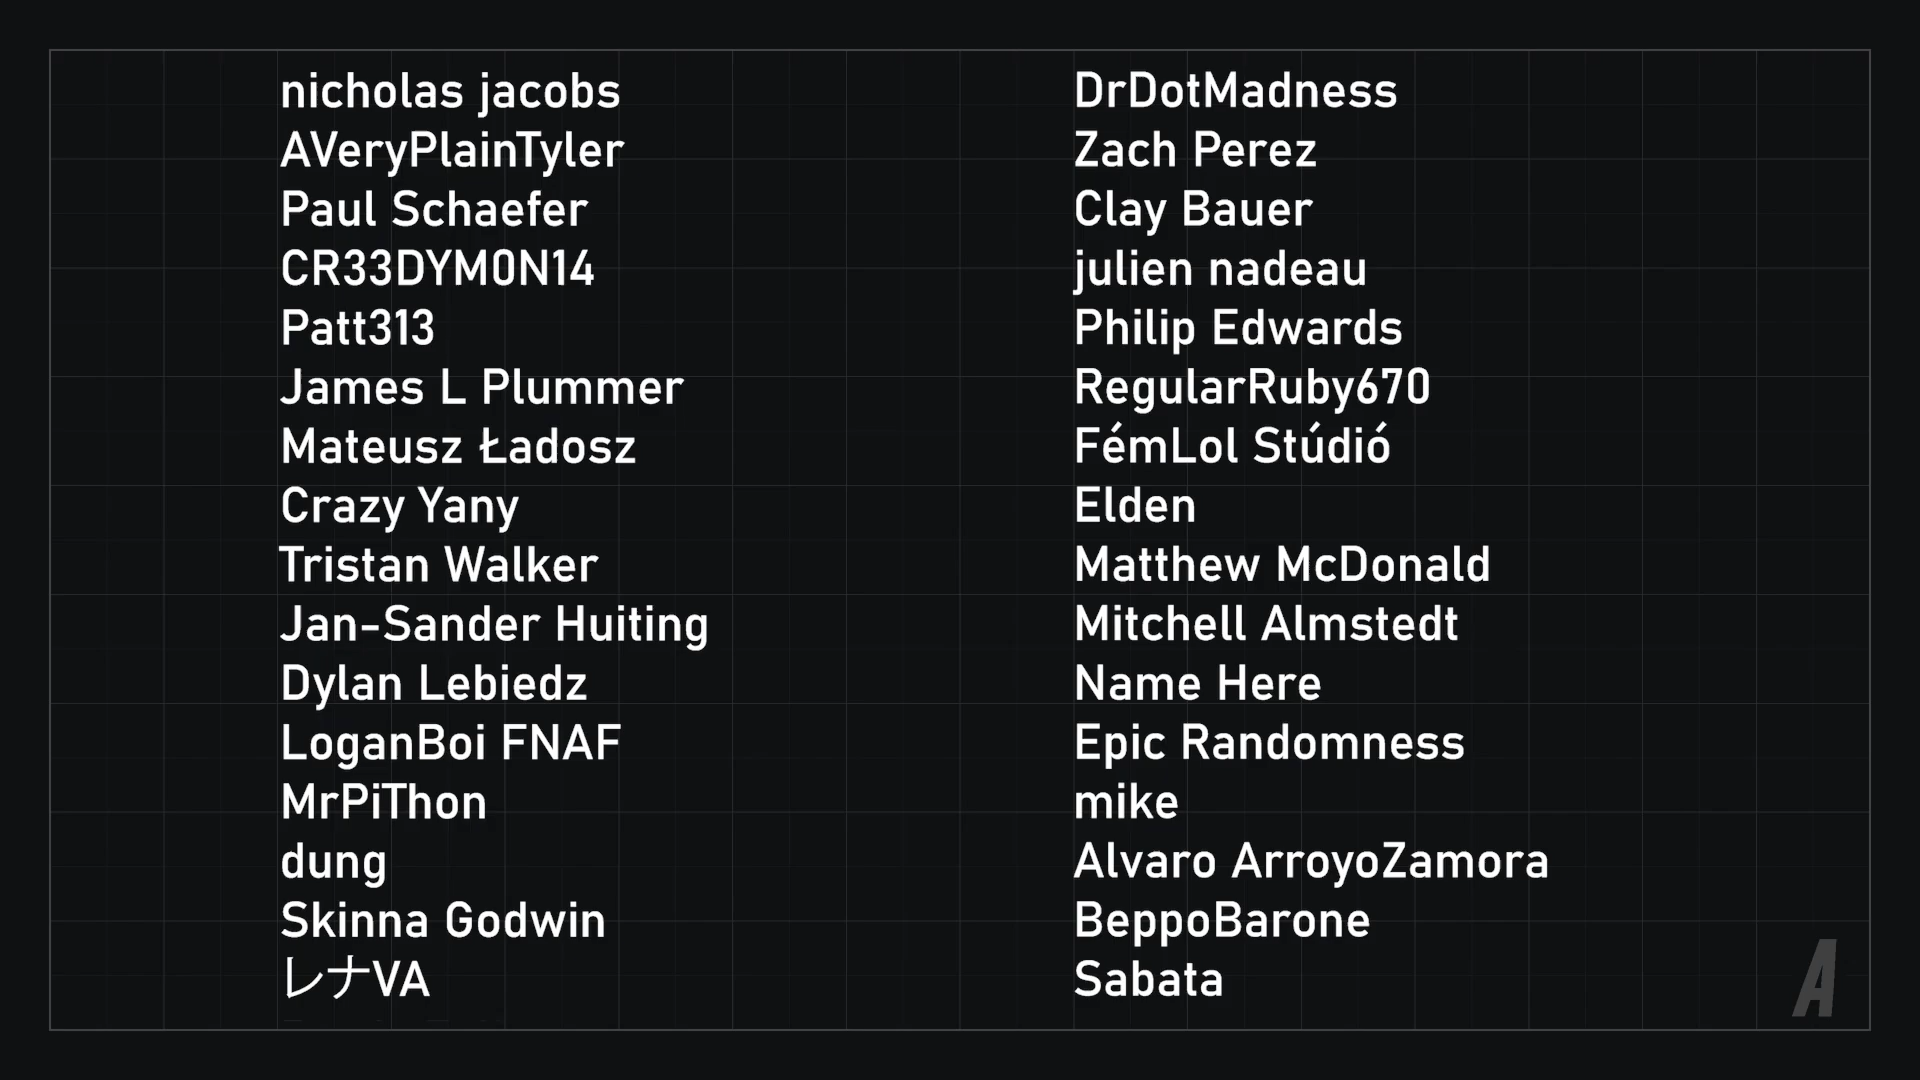 nicholas jacobs
AVeryPlainTyler
Paul Schaefer
CR33DYM0N14
Patt313
James L Plummer
Mateusz Ładosz
Crazy Yany
Tristan Walker
Jan-Sander Huiting
Dylan Lebiedz
LoganBoi FNAF
MrPiThon
dung
Skinna Godwin
レナVA
DrDotMadness
Zach Perez
Clay Bauer
julien nadeau
Philip Edwards
RegularRuby670
FémLol Stúdió
Elden
Matthew McDonald
Mitchell Almstedt
Name Here
Epic Randomness
mike
Alvaro ArroyoZamora
BeppoBarone
Sabata
A